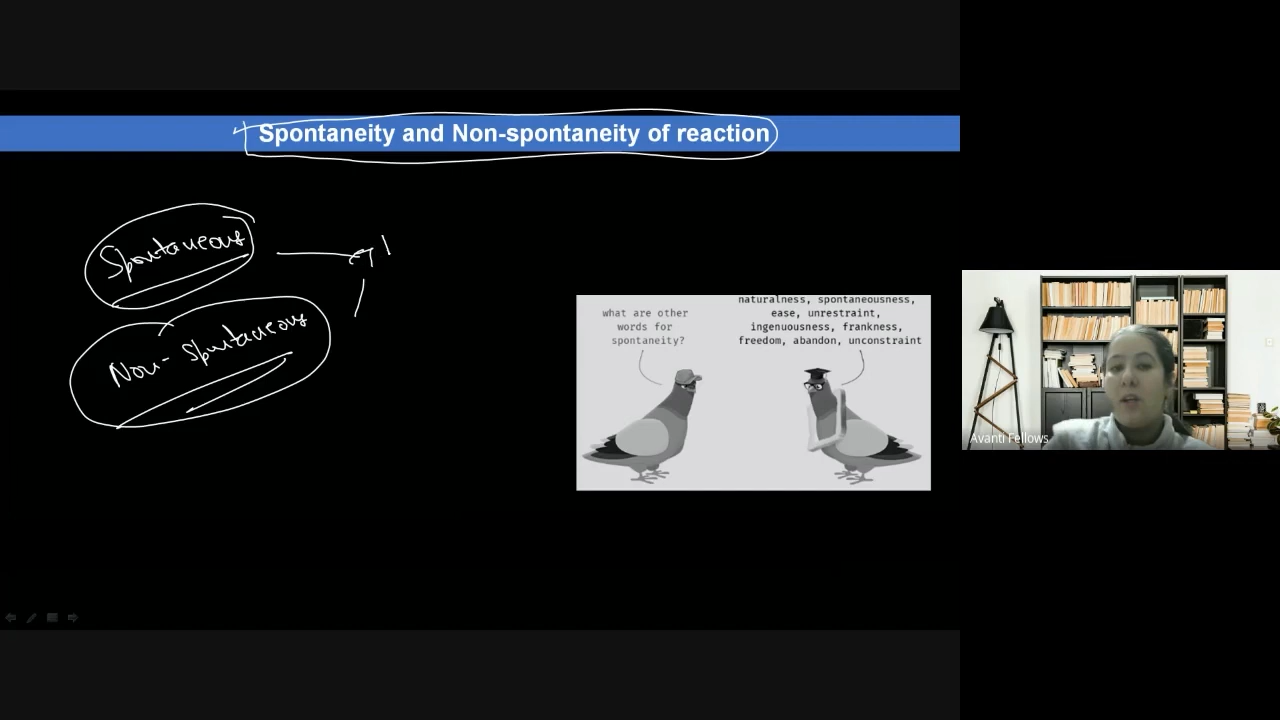 Spontaneity and Non-spontaneity of reaction
Spontaneous
Non-Spontaneous
what are other
words for
spontaneity?
naturalness, spontaneousness,
ease, unrestraint,
ingenuousness, frankness,
freedom, abandon, unconstraint
Avanti Fellows